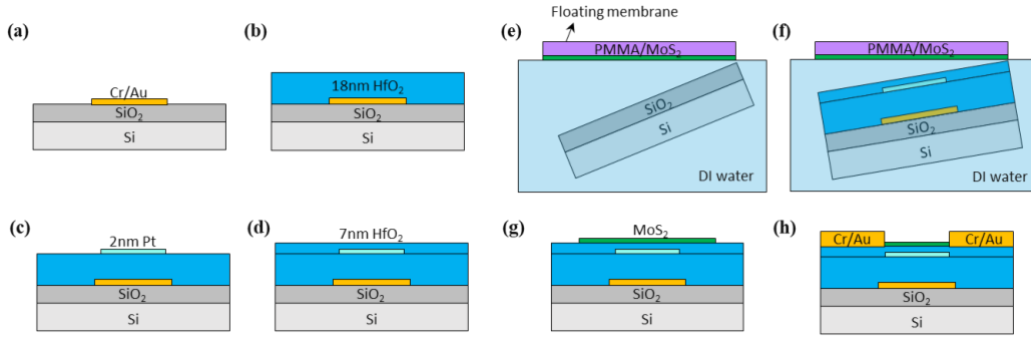 (a)
Cr/Au
SiO₂
Si
(b)
18nm HfO₂
SiO₂
Si
(c)
2nm Pt
SiO₂
Si
(d)
7nm HfO₂
SiO₂
Si
(e)
Floating membrane
PMMA/MoS₂
SiO₂
Si
DI water
(f)
PMMA/MoS₂
SiO₂
Si
DI water
(g)
MoS₂
SiO₂
Si
(h)
Cr/Au
Cr/Au
SiO₂
Si